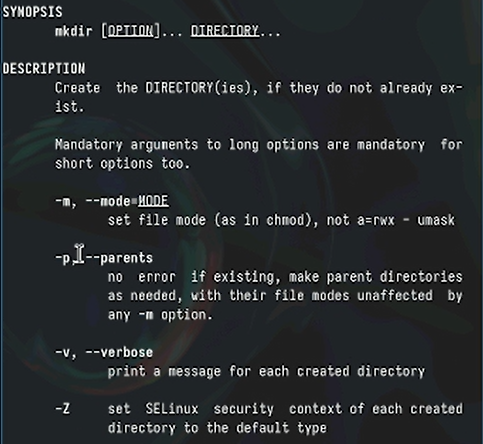 SYNOPSIS
mkdir [OPTION]... DIRECTORY...
DESCRIPTION
Create the DIRECTORY(ies), if they do not already ex-
ist.
Mandatory arguments to long options are mandatory for
short options too.
-m, --mode=MODE
set file mode (as in chmod), not a=rwx - umask
-p, --parents
no error if existing, make parent directories
as needed, with their file modes unaffected by
any -m option.
-v, --verbose
print a message for each created directory
-Z set SELinux security context of each created
directory to the default type